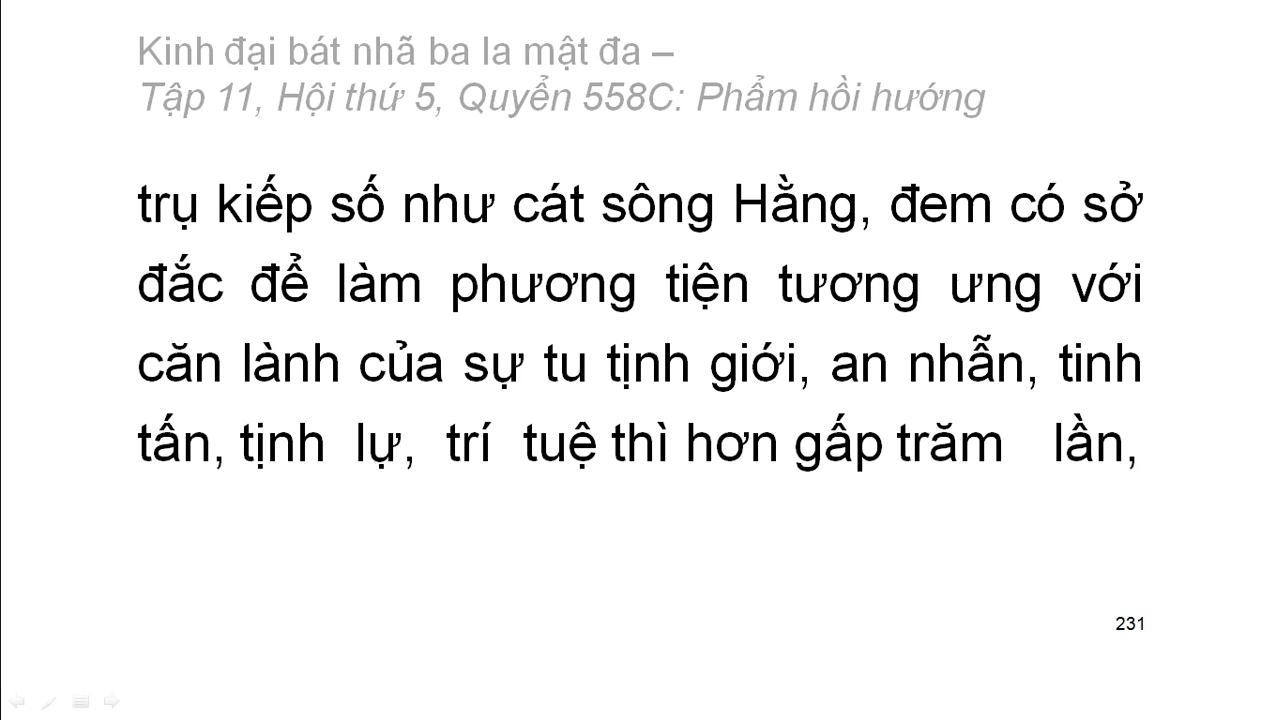 Kinh đại bát nhã ba la mật đa –
Tập 11, Hội thứ 5, Quyển 558C: Phẩm hồi hướng
trụ kiếp số như cát sông Hằng, đem có sở
đắc để làm phương tiện tương ưng với
căn lành của sự tu tịnh giới, an nhẫn, tinh
tấn, tịnh lự, trí tuệ thì hơn gấp trăm lần,
231